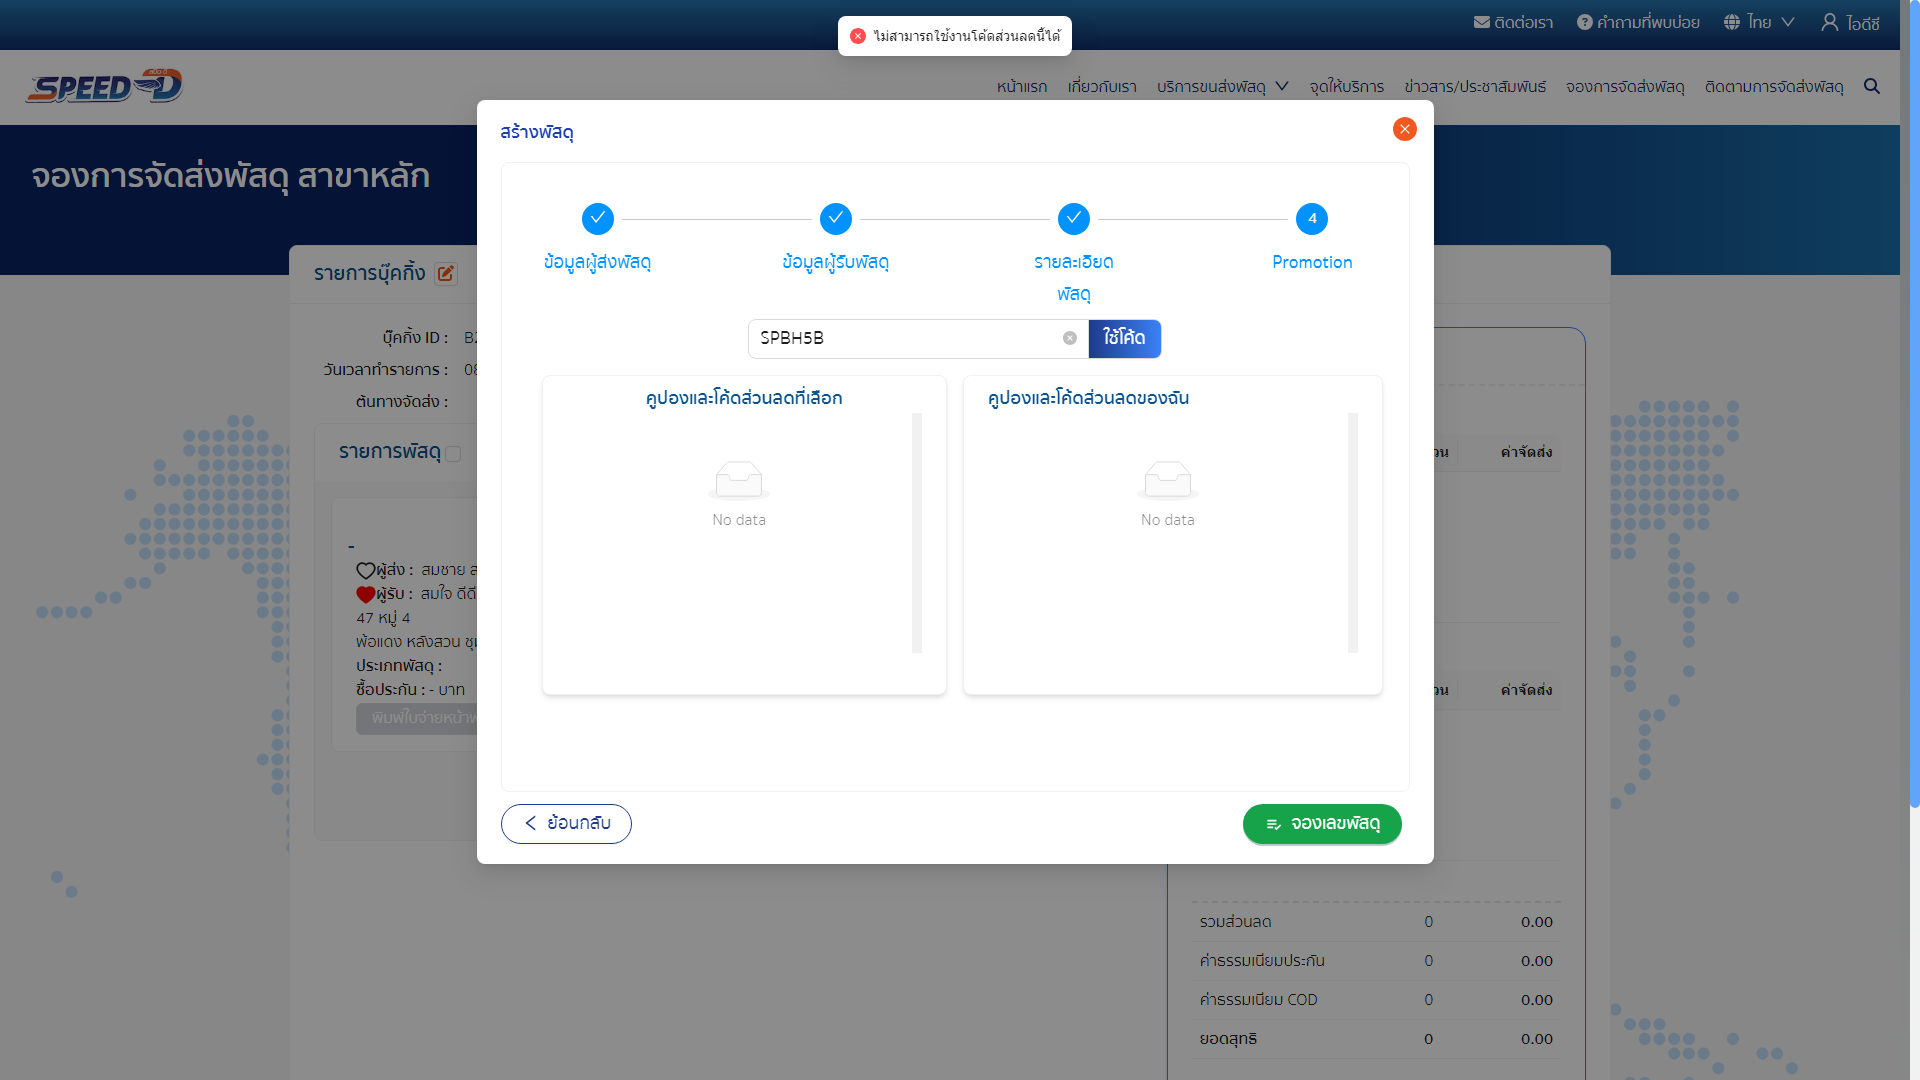 ติดต่อเรา
คำถามที่พบบ่อย
ไทย
ไอดีซี
ไม่สามารถใช้งานโค้ดส่วนลดนี้ได้
สปีด ดี
SPEED D
หน้าแรก
เกี่ยวกับเรา
บริการขนส่งพัสดุ
จุดให้บริการ
ข่าวสาร/ประชาสัมพันธ์
จองการจัดส่งพัสดุ
ติดตามการจัดส่งพัสดุ
จองการจัดส่งพัสดุ สาขาหลัก
สร้างพัสดุ
4
ข้อมูลผู้ส่งพัสดุ
ข้อมูลผู้รับพัสดุ
รายละเอียด
พัสดุ
Promotion
SPBH5B
ใช้โค้ด
คูปองและโค้ดส่วนลดที่เลือก
No data
คูปองและโค้ดส่วนลดของฉัน
No data
ย้อนกลับ
จองเลขพัสดุ
รายการบุ๊คกิ้ง
บุ๊คกิ้ง ID :
วันเวลาทำรายการ :
ต้นทางจัดส่ง :
รายการพัสดุ
-
ผู้ส่ง : สมชาย
ผู้รับ : สมใจ ดีดี
47 หมู่ 4
พ้อแดง หลังสวน
ประเภทพัสดุ :
ซื้อประกัน : - บาท
พิมพ์ใบจ่ายหน้า
ค่าจัดส่ง
ค่าจัดส่ง
รวมส่วนลด 0 0.00
ค่าธรรมเนียมประกัน 0 0.00
ค่าธรรมเนียม COD 0 0.00
ยอดสุทธิ 0 0.00